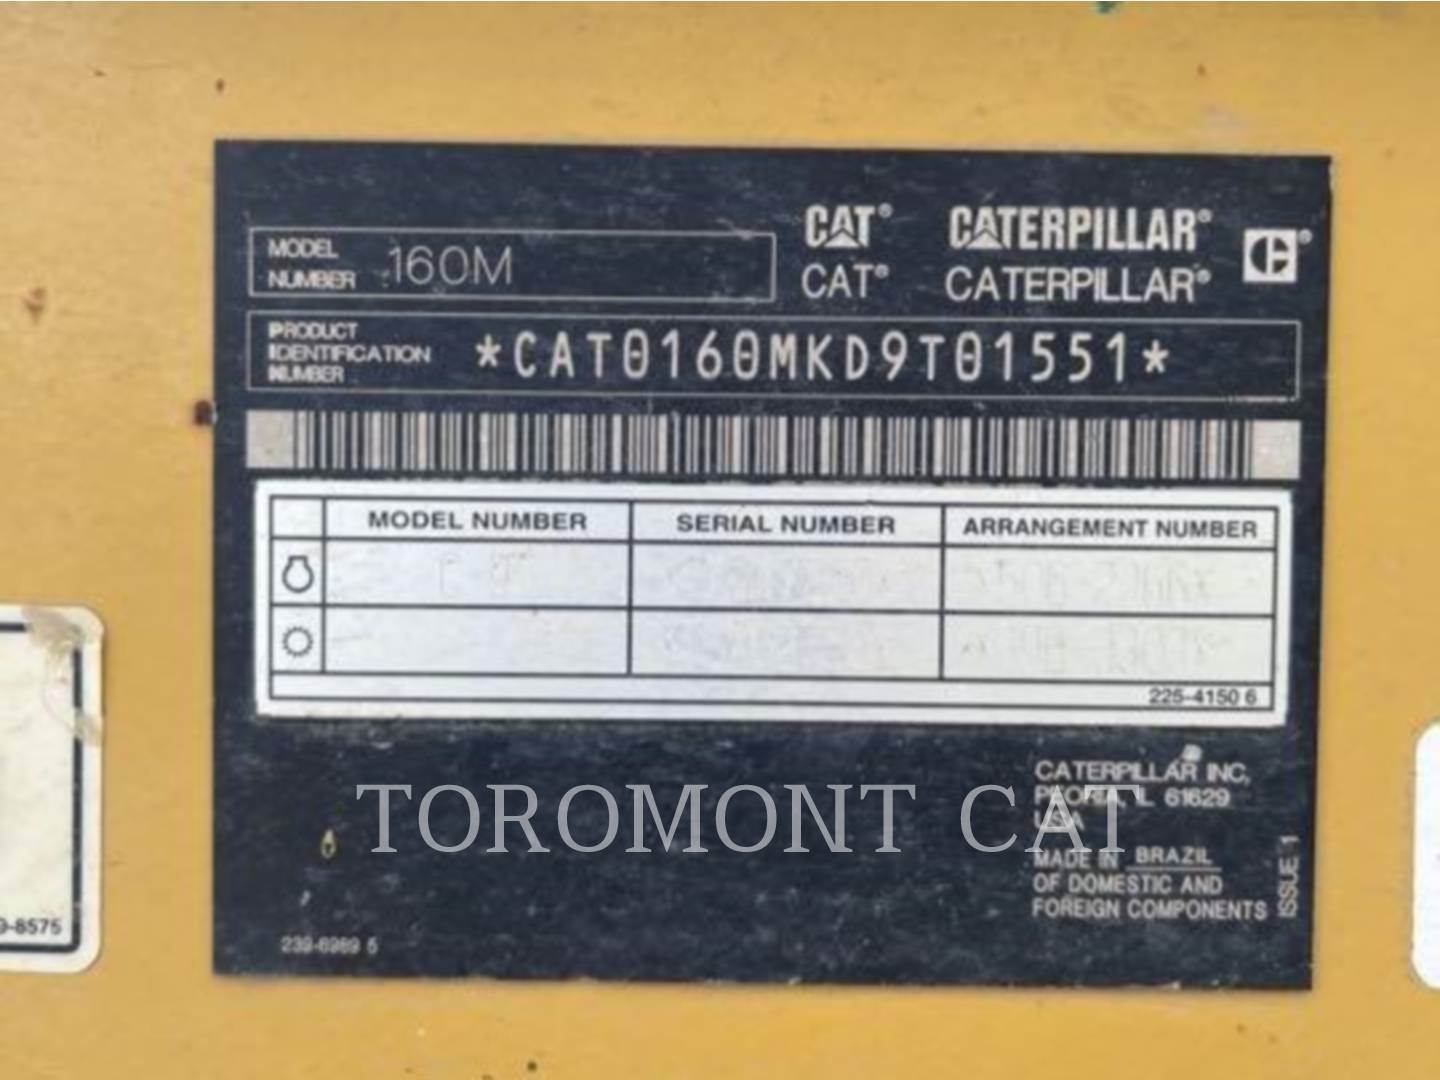 MODEL
NUMBER 160M
CAT® CATERPILLAR®
CAT® CATERPILLAR®
PRODUCT
IDENTIFICATION
NUMBER
*CAT0160MKD9T01551*
MODEL NUMBER SERIAL NUMBER ARRANGEMENT NUMBER
225-4150 6
CATERPILLAR INC,
PEORIA, IL 61629
USA
TOROMONT CAT
MADE IN BRAZIL
OF DOMESTIC AND
FOREIGN COMPONENTS
ISSUE 1
239-6989 5
9-8575